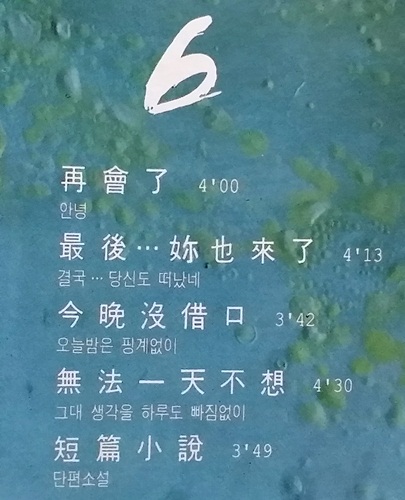 6
再會了 4'00
안녕
最後…妳也來了 4'13
결국… 당신도 떠났네
今晚沒借口 3'42
오늘밤은 핑계없이
無法一天不想 4'30
그대 생각을 하루도 빠짐없이
短篇小說 3'49
단편소설